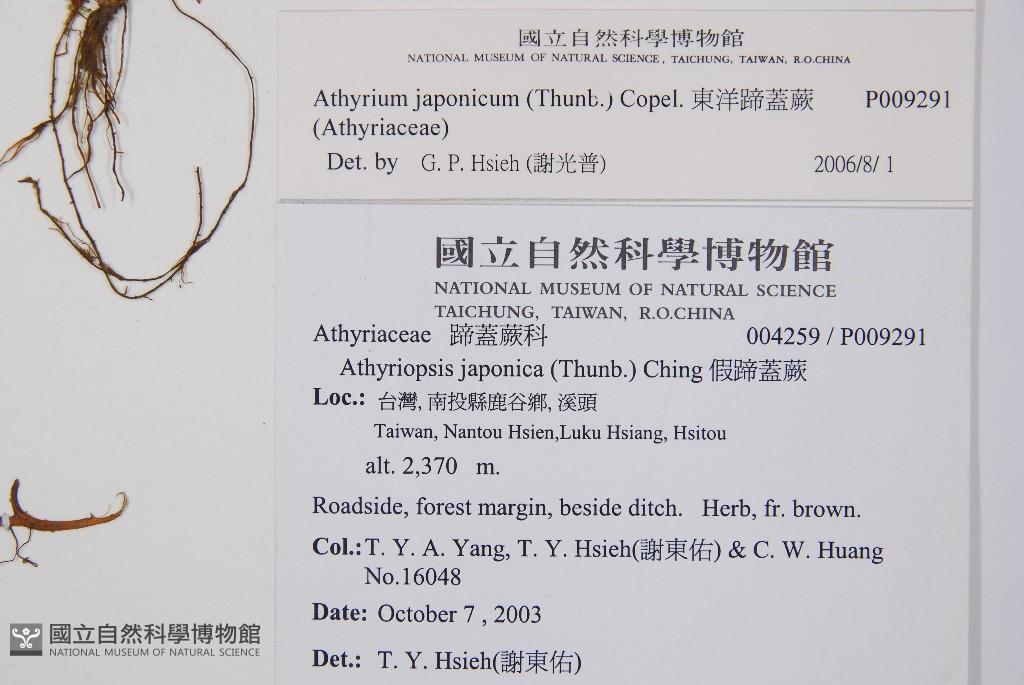 國立自然科學博物館
NATIONAL MUSEUM OF NATURAL SCIENCE, TAICHUNG, TAIWAN, R.O.CHINA
Athyrium japonicum (Thunb.) Copel. 東洋蹄蓋蕨 P009291
(Athyriaceae)
Det. by G. P. Hsieh (謝光普) 2006/8/ 1
國立自然科學博物館
NATIONAL MUSEUM OF NATURAL SCIENCE
TAICHUNG, TAIWAN, R.O.CHINA
Athyriaceae 蹄蓋蕨科 004259 / P009291
Athyriopsis japonica (Thunb.) Ching 假蹄蓋蕨
Loc.: 台灣, 南投縣鹿谷鄉, 溪頭
Taiwan, Nantou Hsien,Luku Hsiang, Hsitou
alt. 2,370 m.
Roadside, forest margin, beside ditch. Herb, fr. brown.
Col.: T. Y. A. Yang, T. Y. Hsieh(謝東佑) & C. W. Huang
No.16048
Date: October 7 , 2003
Det.: T. Y. Hsieh(謝東佑)
國立自然科學博物館
NATIONAL MUSEUM OF NATURAL SCIENCE